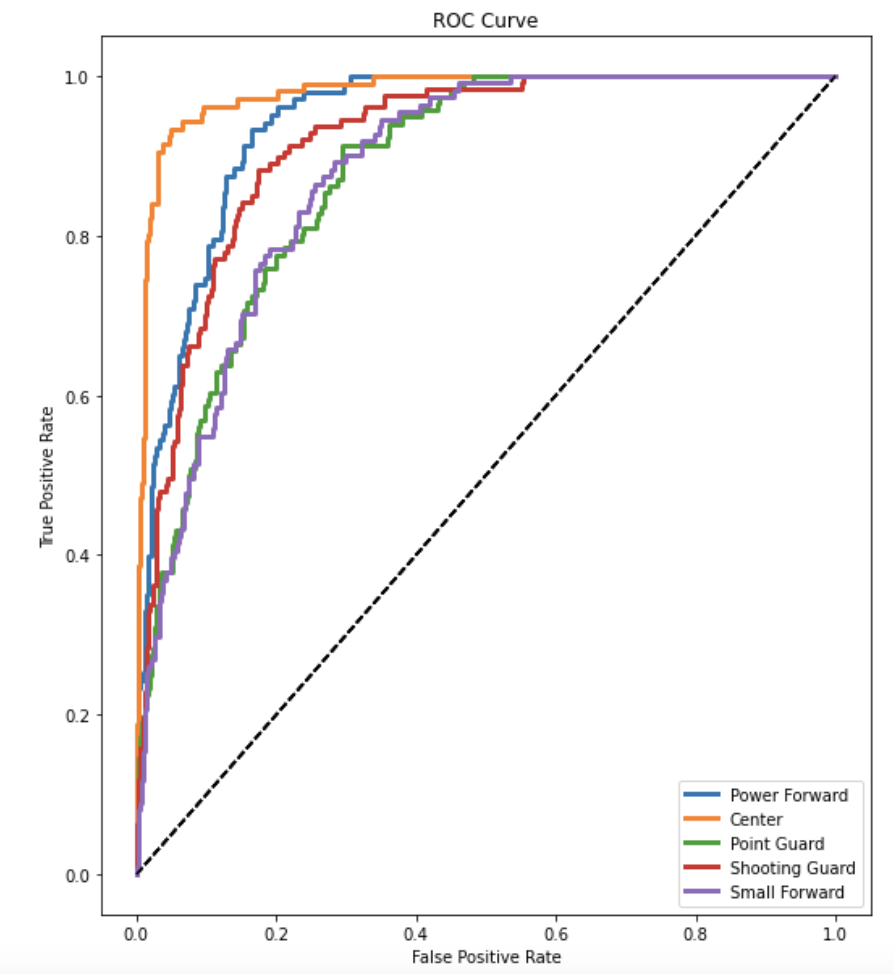 ROC Curve
1.0
0.8
0.6
0.4
0.2
0.0
True Positive Rate
Power Forward
Center
Point Guard
Shooting Guard
Small Forward
0.0 0.2 0.4 0.6 0.8 1.0
False Positive Rate